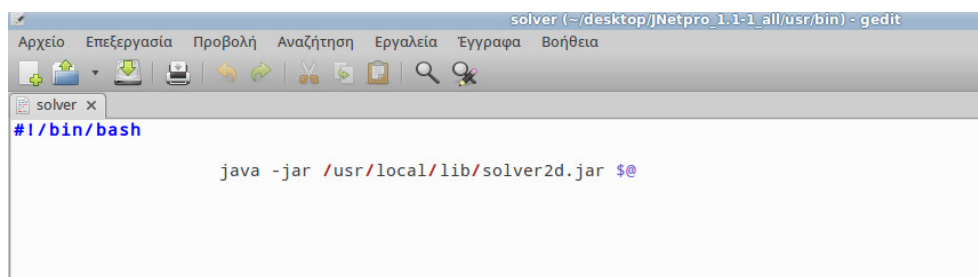 solver (~/desktop/JNetpro_1.1-1_all/usr/bin) - gedit
Αρχείο Επεξεργασία Προβολή Αναζήτηση Εργαλεία Έγγραφα Βοήθεια
solver x
#!/bin/bash
java -jar /usr/local/lib/solver2d.jar $@